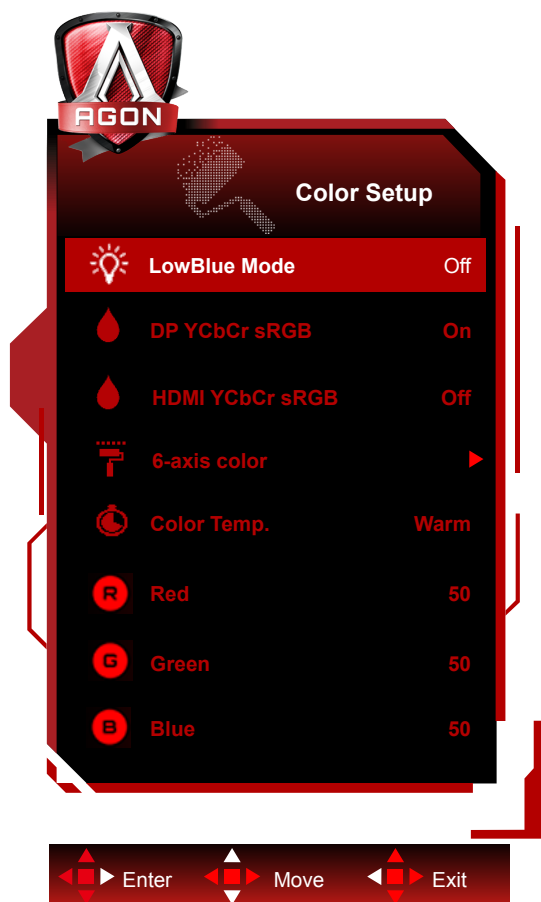 AGON
Color Setup
LowBlue Mode Off
DP YCbCr sRGB On
HDMI YCbCr sRGB Off
6-axis color
Color Temp. Warm
R Red 50
G Green 50
B Blue 50
Enter Move Exit